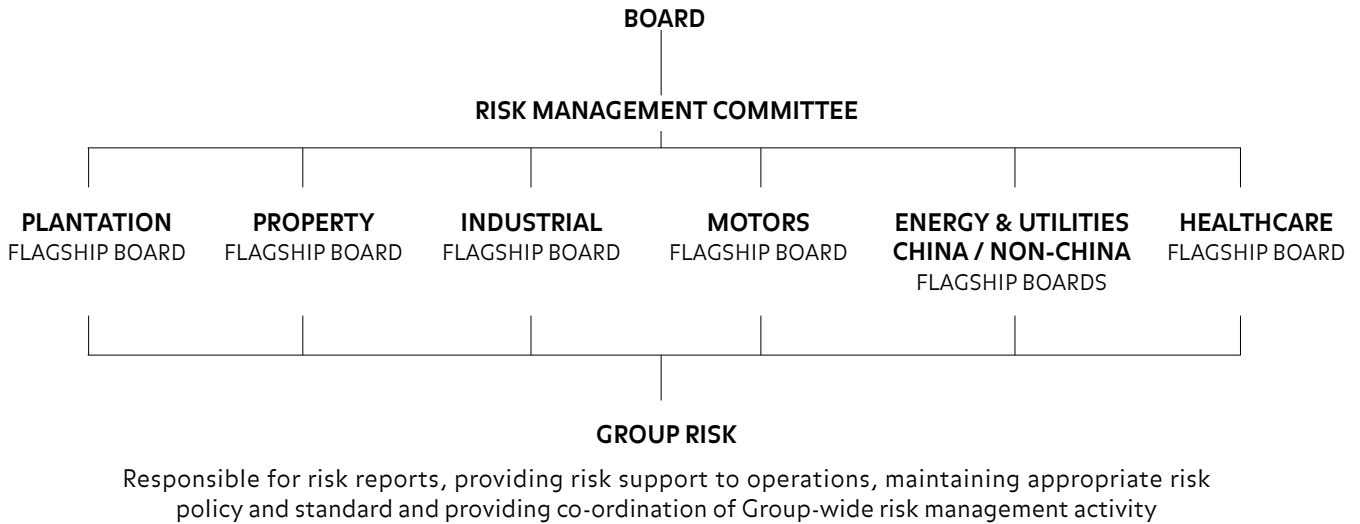 BOARD
RISK MANAGEMENT COMMITTEE
PLANTATION
FLAGSHIP BOARD
PROPERTY
FLAGSHIP BOARD
INDUSTRIAL
FLAGSHIP BOARD
MOTORS
FLAGSHIP BOARD
ENERGY & UTILITIES
CHINA / NON-CHINA
FLAGSHIP BOARDS
HEALTHCARE
FLAGSHIP BOARD
GROUP RISK
Responsible for risk reports, providing risk support to operations, maintaining appropriate risk
policy and standard and providing co-ordination of Group-wide risk management activity